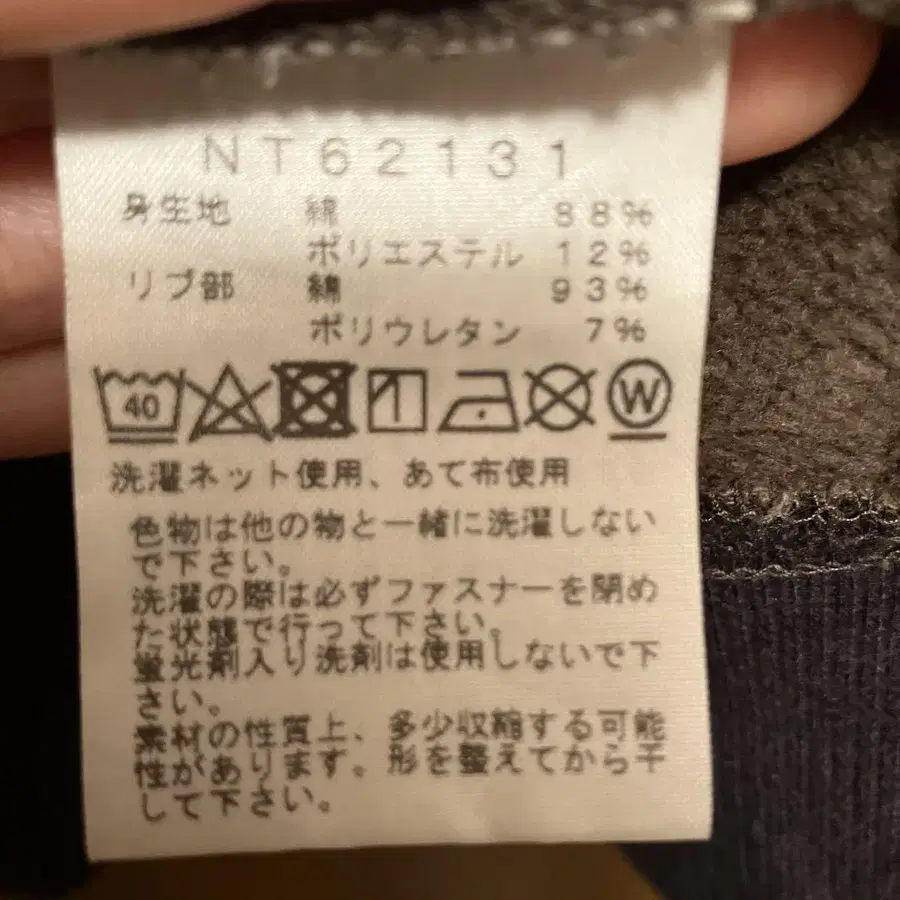 NT62131
身生地 綿 88%
ポリエステル 12%
リブ部 綿 93%
ポリウレタン 7%
40 W
洗濯ネット使用、あて布使用
色物は他の物と一緒に洗濯しない
で下さい。
洗濯の際は必ずファスナーを閉め
た状態で行って下さい。
蛍光剤入り洗剤は使用しないで下
さい。
素材の性質上、多少収縮する可能
性があります。形を整えてから干
して下さい。